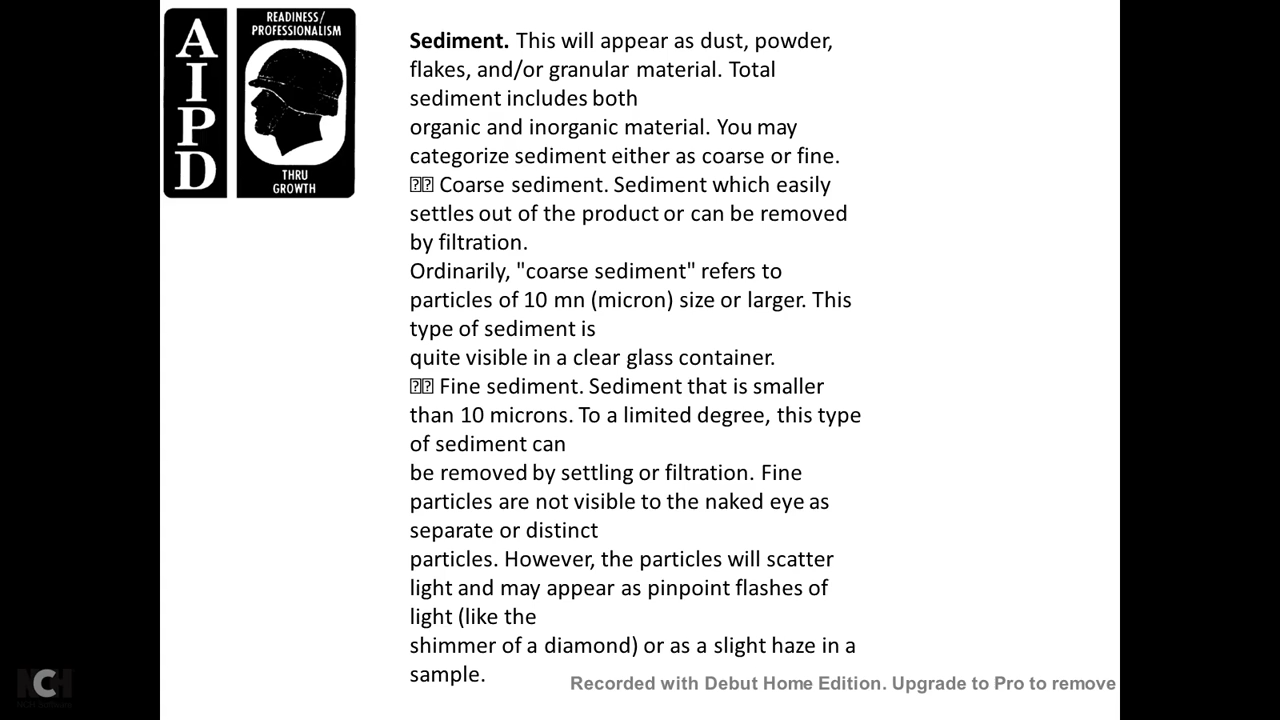 READINESS/
PROFESSIONALISM
AIPD
THRU
GROWTH
Sediment. This will appear as dust, powder,
flakes, and/or granular material. Total
sediment includes both
organic and inorganic material. You may
categorize sediment either as coarse or fine.
⍰⍰ Coarse sediment. Sediment which easily
settles out of the product or can be removed
by filtration.
Ordinarily, "coarse sediment" refers to
particles of 10 mn (micron) size or larger. This
type of sediment is
quite visible in a clear glass container.
⍰⍰ Fine sediment. Sediment that is smaller
than 10 microns. To a limited degree, this type
of sediment can
be removed by settling or filtration. Fine
particles are not visible to the naked eye as
separate or distinct
particles. However, the particles will scatter
light and may appear as pinpoint flashes of
light (like the
shimmer of a diamond) or as a slight haze in a
sample.
Recorded with Debut Home Edition. Upgrade to Pro to remove
NCH